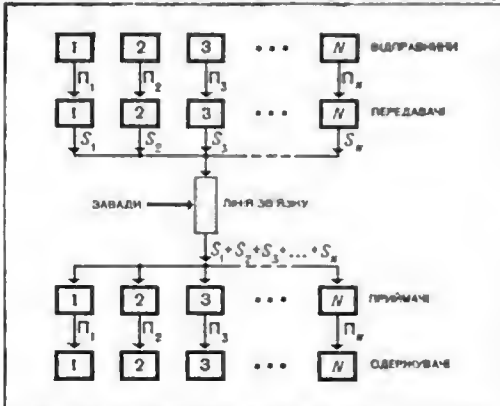 1 2 3 ... N ВІДПРАВНИКИ
П₁ П₂ П₃ Пₙ
1 2 3 ... N ПЕРЕДАВАЧІ
S₁ S₂ S₃ Sₙ
ЗАВАДИ ЛІНІЯ ЗВ'ЯЗКУ
S₁+S₂+S₃+...+Sₙ
1 2 3 ... N ПРИЙМАЧІ
П₁ П₂ П₃ Пₙ
1 2 3 ... N ОДЕРЖУВАЧІ